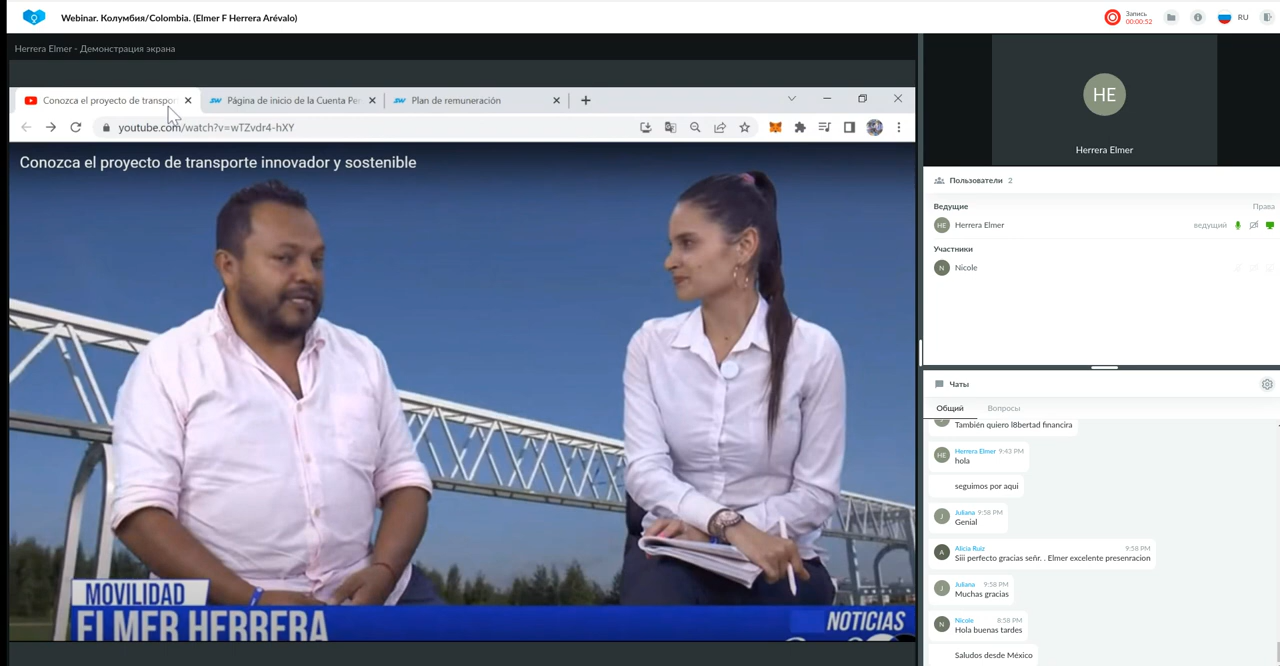 Webinar. Колумбия/Colombia. (Elmer F Herrera Arévalo)
Запись
00:00:52
RU
Herrera Elmer - Демонстрация экрана
Conozca el proyecto de transpor
Página de inicio de la Cuenta Per
Plan de remuneración
youtube.com/watch?v=wTZvdr4-hXY
Conozca el proyecto de transporte innovador y sostenible
MOVILIDAD
ELMER HERRERA
NOTICIAS
HE
Herrera Elmer
Пользователи 2
Ведущие
Права
HE
Herrera Elmer
ведущий
Участники
N
Nicole
Чаты
Общий
Вопросы
También quiero l8bertad financira
HE
Herrera Elmer 9:43 PM
hola
seguimos por aqui
J
Juliana 9:58 PM
Genial
A
Alicia Ruiz 9:58 PM
Siii perfecto gracias señr. . Elmer excelente presenracion
J
Juliana 9:58 PM
Muchas gracias
N
Nicole 8:58 PM
Hola buenas tardes
Saludos desde México